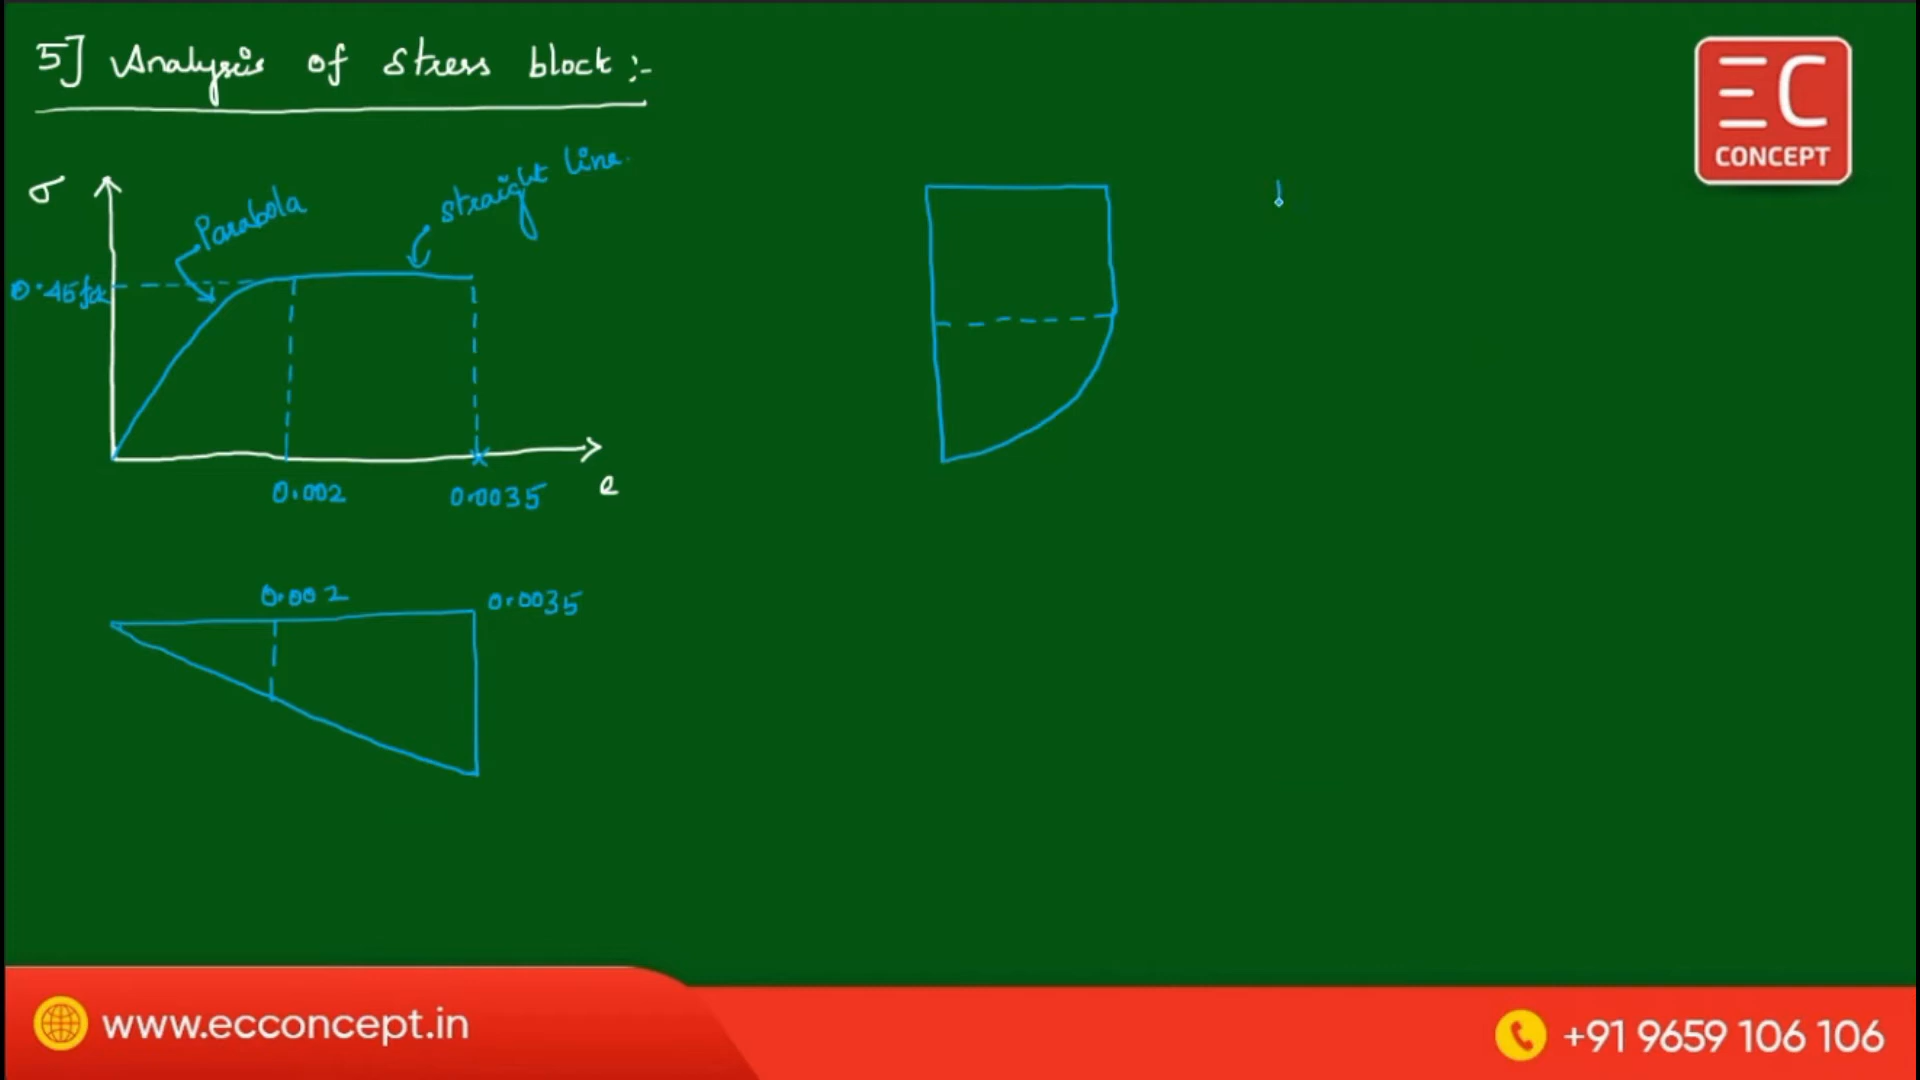 5] Analysis of stress block :-
EC
CONCEPT
straight line.
σ
Parabola
0.45fck
0.002
0.0035
e
0.002
0.0035
www.ecconcept.in
+91 9659 106 106